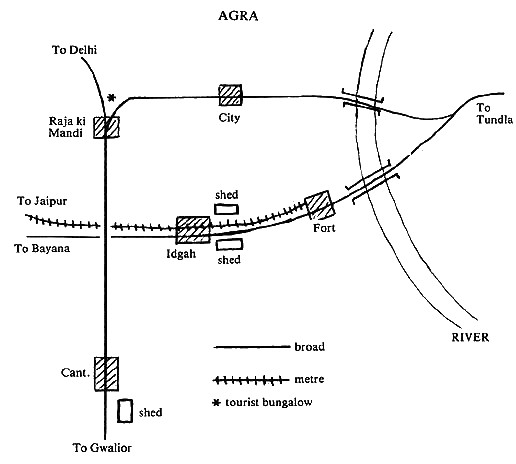 AGRA
To Delhi
*
Raja ki
Mandi
City
To
Tundla
To Jaipur
shed
To Bayana
Idgah
shed
Fort
RIVER
broad
Cant.
metre
* tourist bungalow
shed
To Gwalior